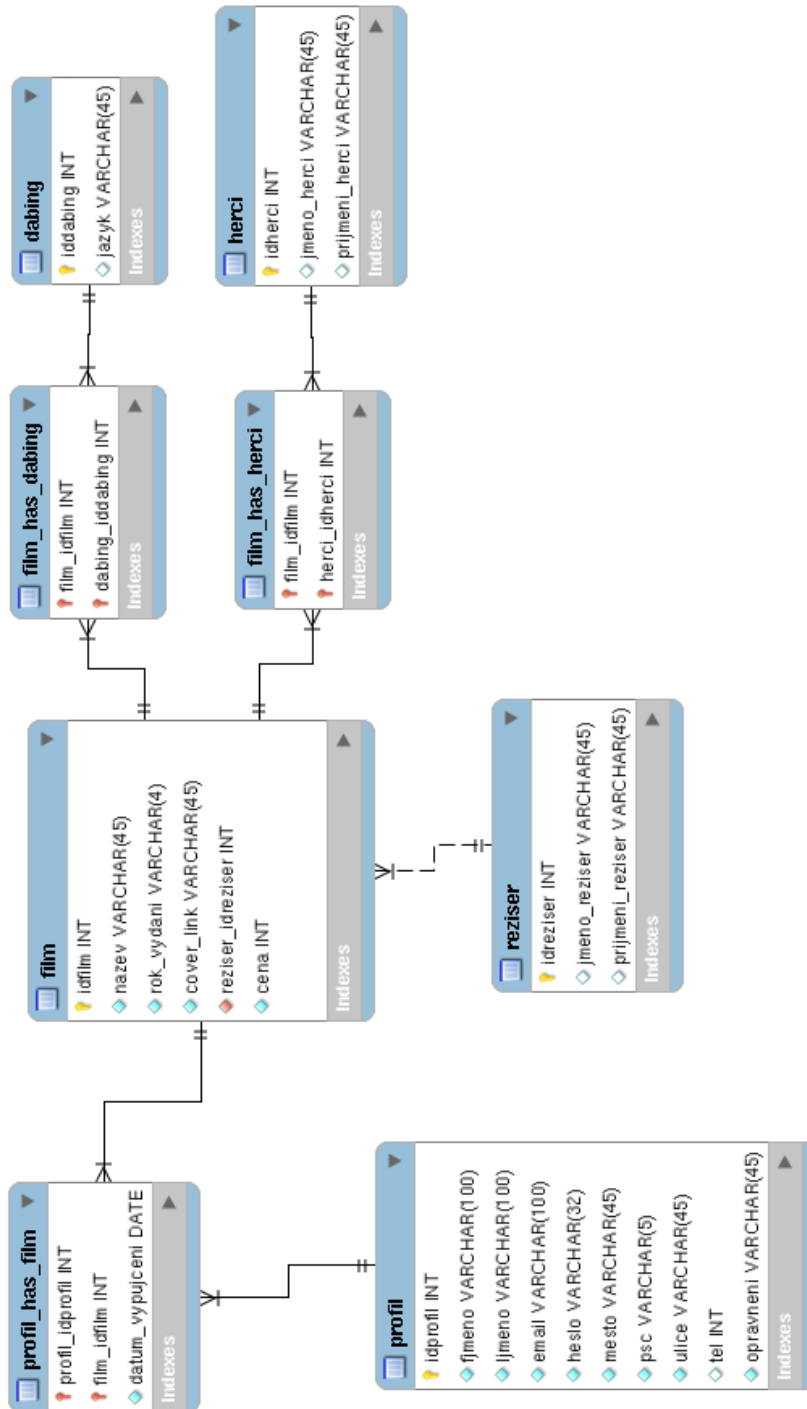 profil_has_film
profil_idprofil INT
film_idfilm INT
datum_vypujceni DATE
Indexes
profil
idprofil INT
fjmeno VARCHAR(100)
ljmeno VARCHAR(100)
email VARCHAR(100)
heslo VARCHAR(32)
mesto VARCHAR(45)
psc VARCHAR(5)
ulice VARCHAR(45)
tel INT
opravneni VARCHAR(45)
Indexes
film
idfilm INT
nazev VARCHAR(45)
rok_vydani VARCHAR(4)
cover_link VARCHAR(45)
reziser_idreziser INT
cena INT
Indexes
reziser
idreziser INT
jmeno_reziser VARCHAR(45)
prijmeni_reziser VARCHAR(45)
Indexes
film_has_dabing
film_idfilm INT
dabing_iddabing INT
Indexes
film_has_herci
film_idfilm INT
herci_idherci INT
Indexes
dabing
iddabing INT
jazyk VARCHAR(45)
Indexes
herci
idherci INT
jmeno_herci VARCHAR(45)
prijmeni_herci VARCHAR(45)
Indexes